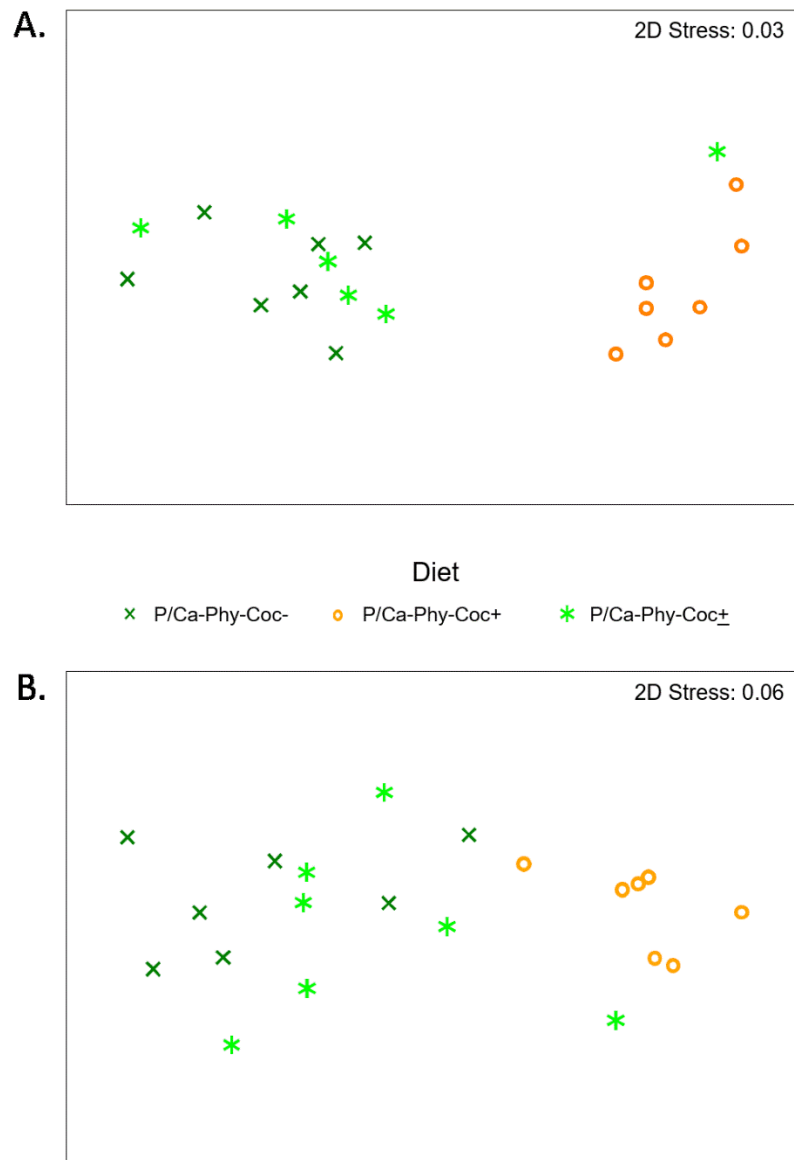 A.
2D Stress: 0.03
Diet
P/Ca-Phy-Coc- P/Ca-Phy-Coc+ P/Ca-Phy-Coc±
B.
2D Stress: 0.06